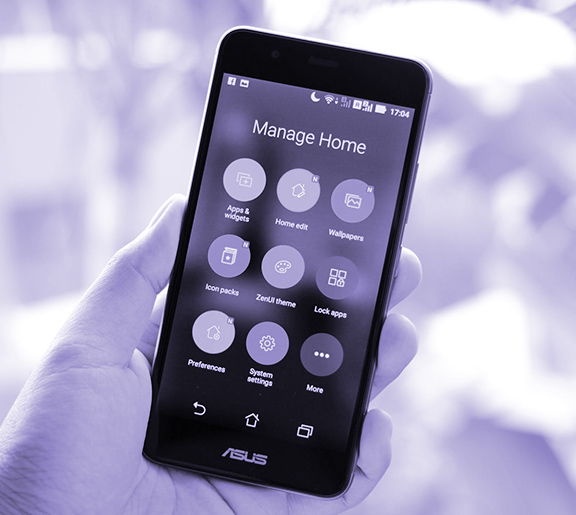 17:04
Manage Home
Apps &
widgets
Home edit
Wallpapers
Icon packs
ZenUI theme
Lock apps
Preferences
System
settings
More
ASUS